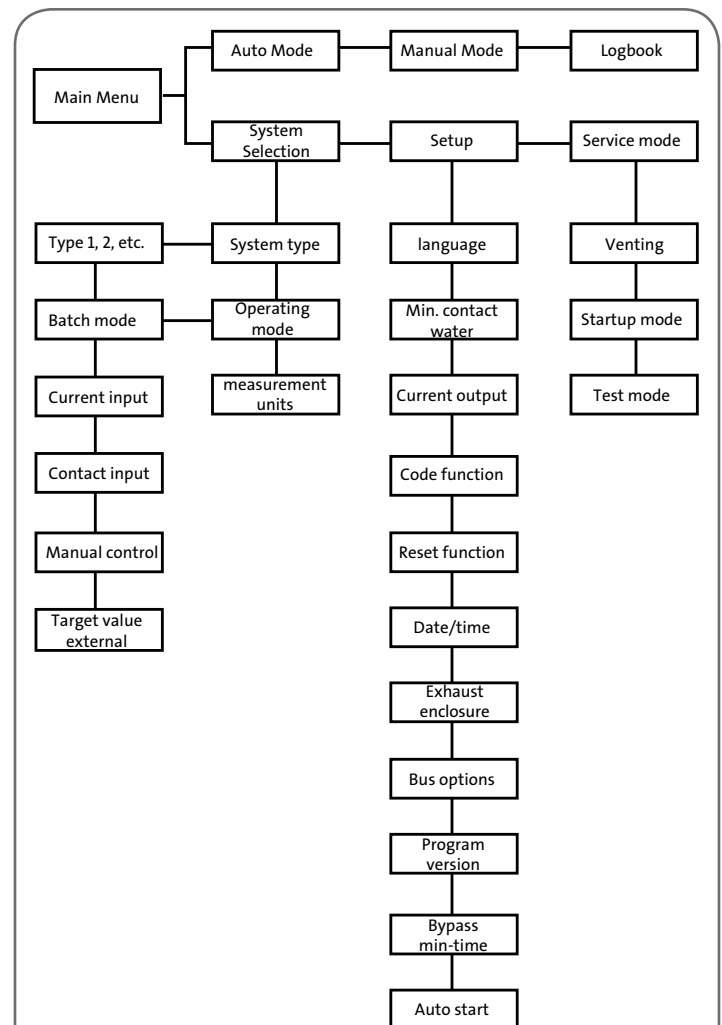 Auto Mode
Manual Mode
Logbook
Main Menu
System
Selection
Setup
Service mode
Type 1, 2, etc.
System type
language
Venting
Batch mode
Operating
mode
Min. contact
water
Startup mode
Current input
measurement
units
Current output
Test mode
Contact input
Code function
Manual control
Reset function
Target value
external
Date/time
Exhaust
enclosure
Bus options
Program
version
Bypass
min-time
Auto start